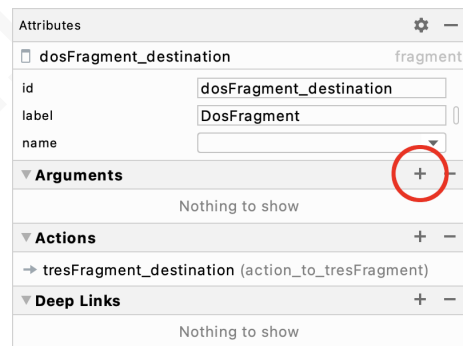 Attributes
dosFragment_destination fragment
id dosFragment_destination
label DosFragment
name
Arguments
Nothing to show
Actions
tresFragment_destination (action_to_tresFragment)
Deep Links
Nothing to show